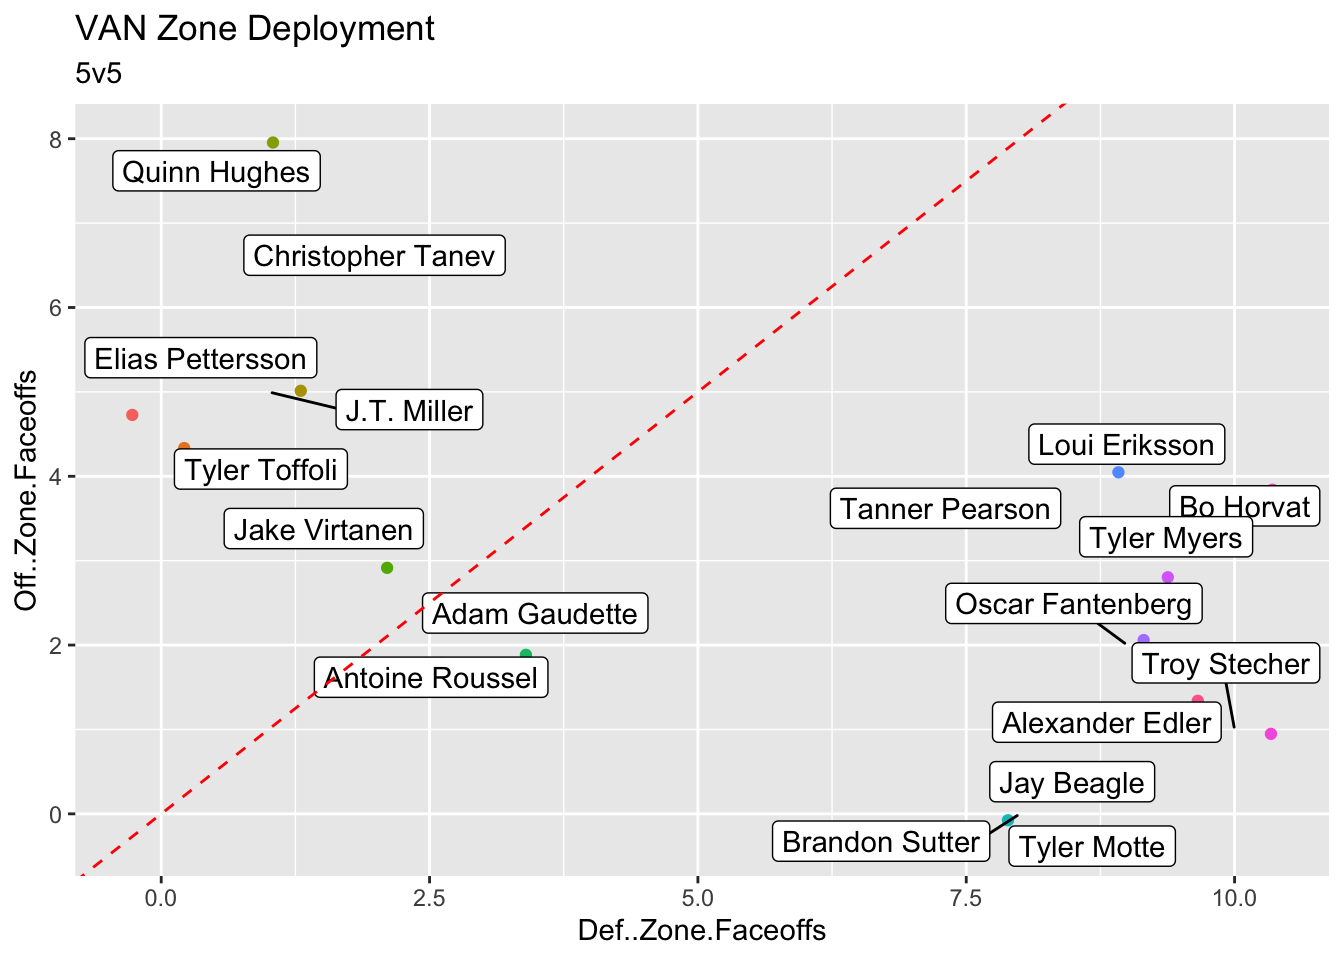 VAN Zone Deployment
5v5
Off..Zone.Faceoffs
8
6
4
2
0
Quinn Hughes
Christopher Tanev
Elias Pettersson
J.T. Miller
Tyler Toffoli
Jake Virtanen
Adam Gaudette
Antoine Roussel
Loui Eriksson
Tanner Pearson
Bo Horvat
Tyler Myers
Oscar Fantenberg
Troy Stecher
Alexander Edler
Jay Beagle
Brandon Sutter
Tyler Motte
0.0
2.5
5.0
7.5
10.0
Def..Zone.Faceoffs